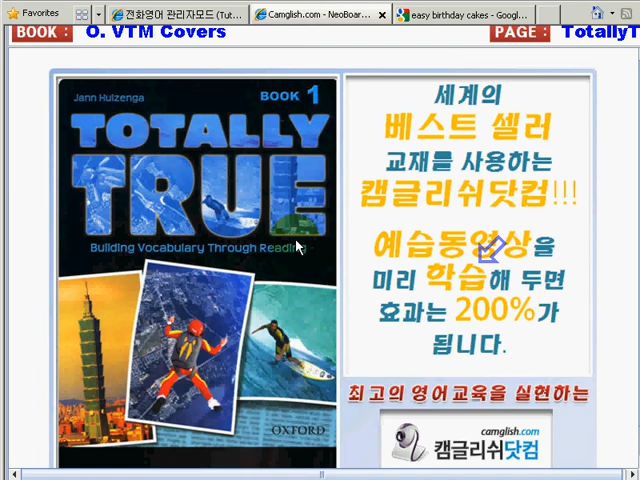 Favorites
전화영어 관리자모드 (Tut...
Camglish.com - NeoBoar...
easy birthday cakes - Googl...
BOOK : O. VTM Covers
PAGE : TotallyT
Jann Huizenga
BOOK 1
TOTALLY
TRUE
Building Vocabulary Through Reading
OXFORD
세계의
베스트 셀러
교재를 사용하는
캠글리쉬닷컴!!!
예습동영상을
미리 학습해 두면
효과는 200%가
됩니다.
최고의 영어교육을 실현하는
camglish.com
캠글리쉬닷컴